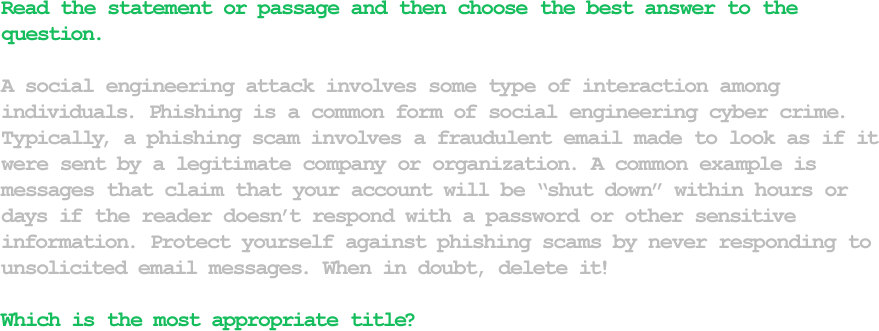 Read the statement or passage and then choose the best answer to the
question.
A social engineering attack involves some type of interaction among
individuals. Phishing is a common form of social engineering cyber crime.
Typically, a phishing scam involves a fraudulent email made to look as if it
were sent by a legitimate company or organization. A common example is
messages that claim that your account will be “shut down” within hours or
days if the reader doesn’t respond with a password or other sensitive
information. Protect yourself against phishing scams by never responding to
unsolicited email messages. When in doubt, delete it!
Which is the most appropriate title?